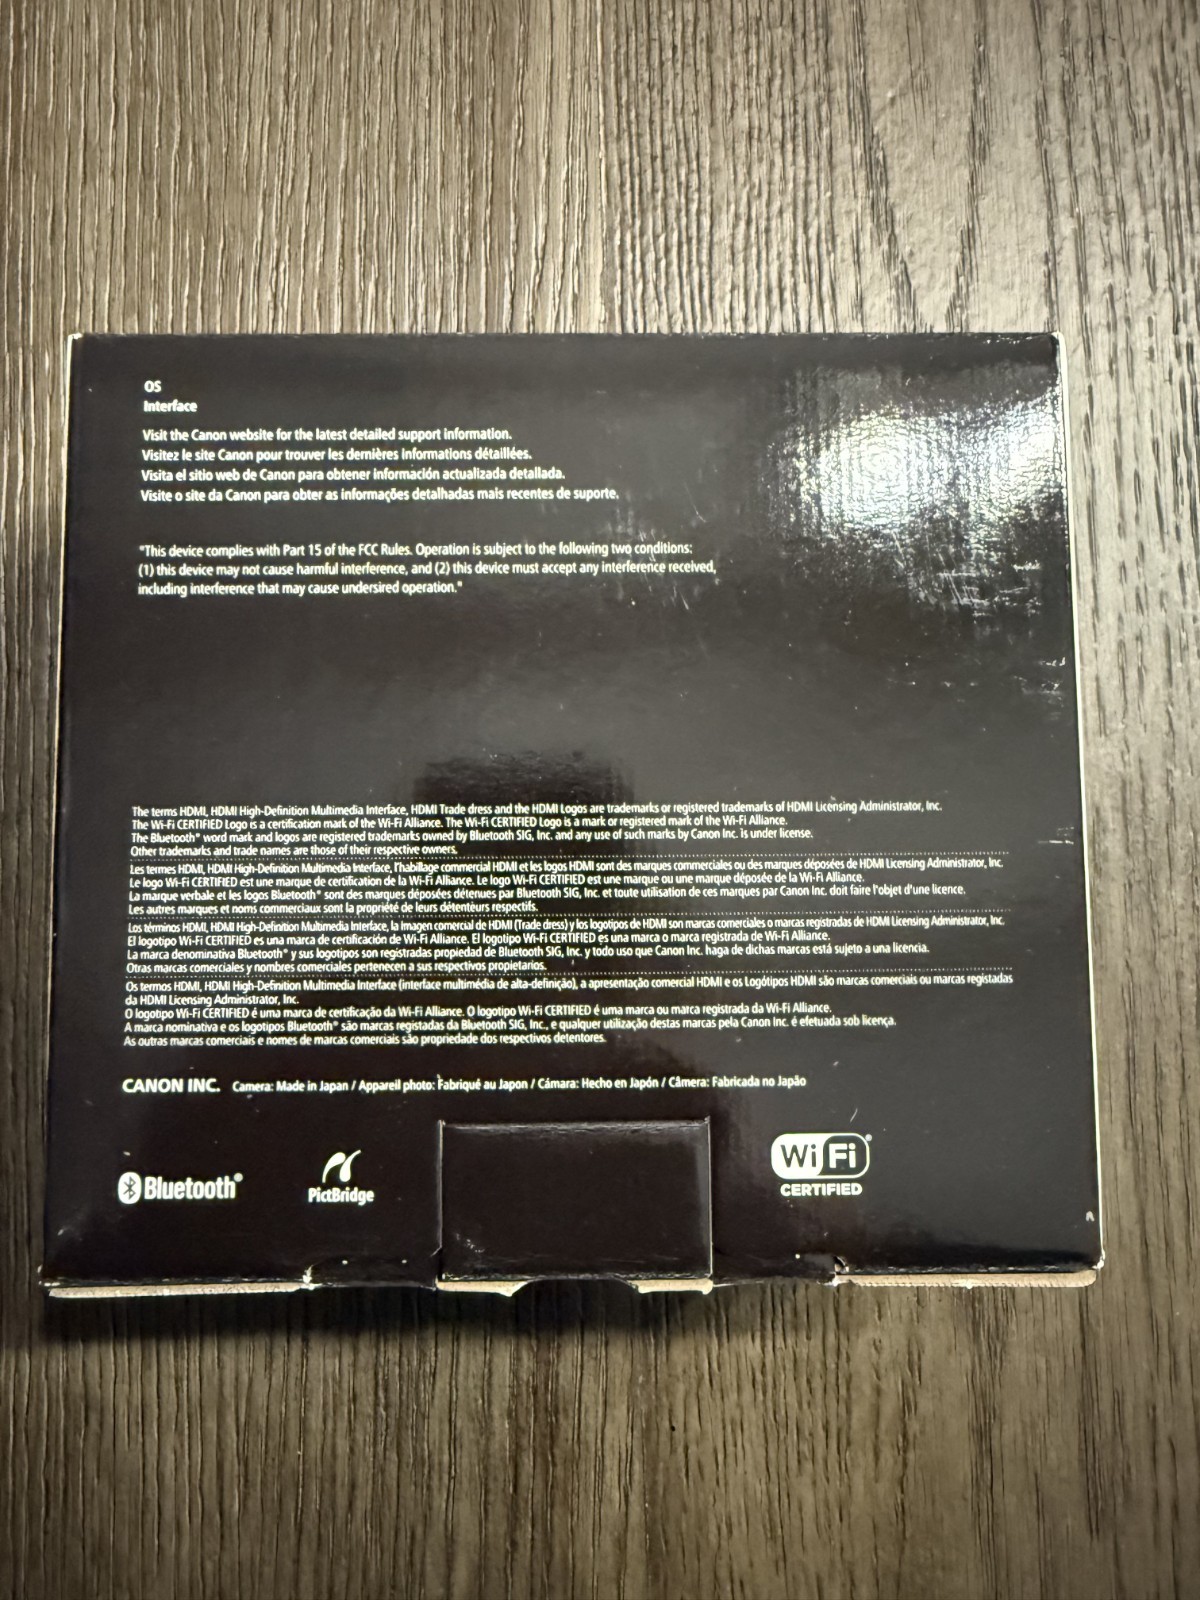 OS
Interface
Visit the Canon website for the latest detailed support information.
Visitez le site Canon pour trouver les dernières informations détaillées.
Visita el sitio web de Canon para obtener información actualizada detallada.
Visite o site da Canon para obter as informações detalhadas mais recentes de suporte.
"This device complies with Part 15 of the FCC Rules. Operation is subject to the following two conditions:
(1) this device may not cause harmful interference, and (2) this device must accept any interference received,
including interference that may cause undersired operation."
The terms HDMI, HDMI High-Definition Multimedia Interface, HDMI Trade dress and the HDMI Logos are trademarks or registered trademarks of HDMI Licensing Administrator, Inc.
The Wi-Fi CERTIFIED Logo is a certification mark of the Wi-Fi Alliance. The Wi-Fi CERTIFIED Logo is a mark or registered mark of the Wi-Fi Alliance.
The Bluetooth® word mark and logos are registered trademarks owned by Bluetooth SIG, Inc. and any use of such marks by Canon Inc. is under license.
Other trademarks and trade names are those of their respective owners.
Les termes HDMI, HDMI High-Definition Multimedia Interface, l'habillage commercial HDMI et les logos HDMI sont des marques commerciales ou des marques déposées de HDMI Licensing Administrator, Inc.
Le logo Wi-Fi CERTIFIED est une marque de certification de la Wi-Fi Alliance. Le logo Wi-Fi CERTIFIED est une marque ou une marque déposée de la Wi-Fi Alliance.
La marque verbale et les logos Bluetooth® sont des marques déposées détenues par Bluetooth SIG, Inc. et toute utilisation de ces marques par Canon Inc. doit faire l'objet d'une licence.
Les autres marques et noms commerciaux sont la propriété de leurs détenteurs respectifs.
Los términos HDMI, HDMI High-Definition Multimedia Interface, la Imagen comercial de HDMI (Trade dress) y los logotipos de HDMI son marcas comerciales o marcas registradas de HDMI Licensing Administrator, Inc.
El logotipo Wi-Fi CERTIFIED es una marca de certificación de Wi-Fi Alliance. El logotipo Wi-Fi CERTIFIED es una marca o marca registrada de Wi-Fi Alliance.
La marca denominativa Bluetooth® y sus logotipos son registradas propiedad de Bluetooth SIG, Inc. y todo uso que Canon Inc. haga de dichas marcas está sujeto a una licencia.
Otras marcas comerciales y nombres comerciales pertenecen a sus respectivos propietarios.
Os termos HDMI, HDMI High-Definition Multimedia Interface (interface multimédia de alta-definição), a apresentação comercial HDMI e os Logótipos HDMI são marcas comerciais ou marcas registadas
da HDMI Licensing Administrator, Inc.
O logotipo Wi-Fi CERTIFIED é uma marca de certificação da Wi-Fi Alliance. O logotipo Wi-Fi CERTIFIED é uma marca ou marca registrada da Wi-Fi Alliance.
A marca nominativa e os logotipos Bluetooth® são marcas registadas da Bluetooth SIG, Inc., e qualquer utilização destas marcas pela Canon Inc. é efetuada sob licença.
As outras marcas comerciais e nomes de marcas comerciais são propriedade dos respectivos detentores.
CANON INC. Camera: Made in Japan / Appareil photo: Fabriqué au Japon / Cámara: Hecho en Japón / Câmera: Fabricada no Japão
Bluetooth®
PictBridge
Wi Fi®
CERTIFIED